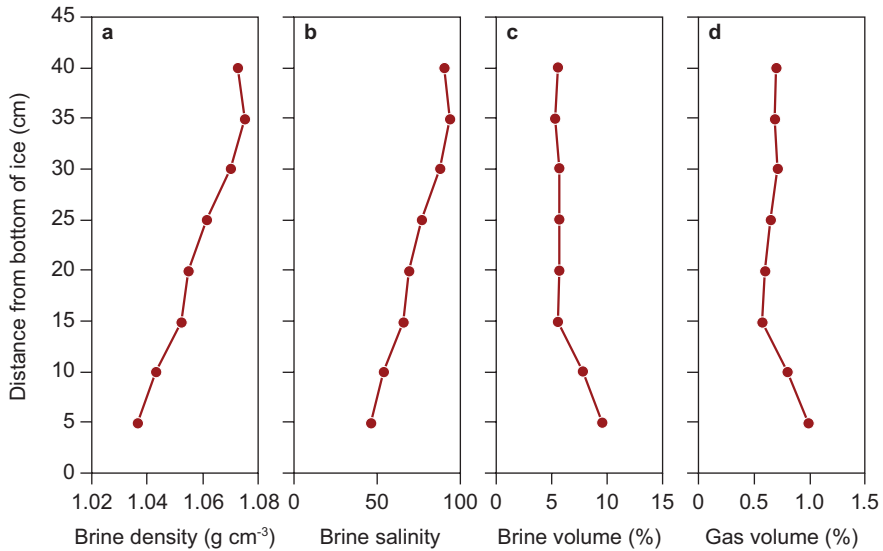 a
b
c
d
45
40
35
30
25
20
15
10
5
0
Distance from bottom of ice (cm)
1.02 1.04 1.06 1.08
0 50 100
0 5 10 15
0 0.5 1.0 1.5
Brine density (g cm⁻³)
Brine salinity
Brine volume (%)
Gas volume (%)